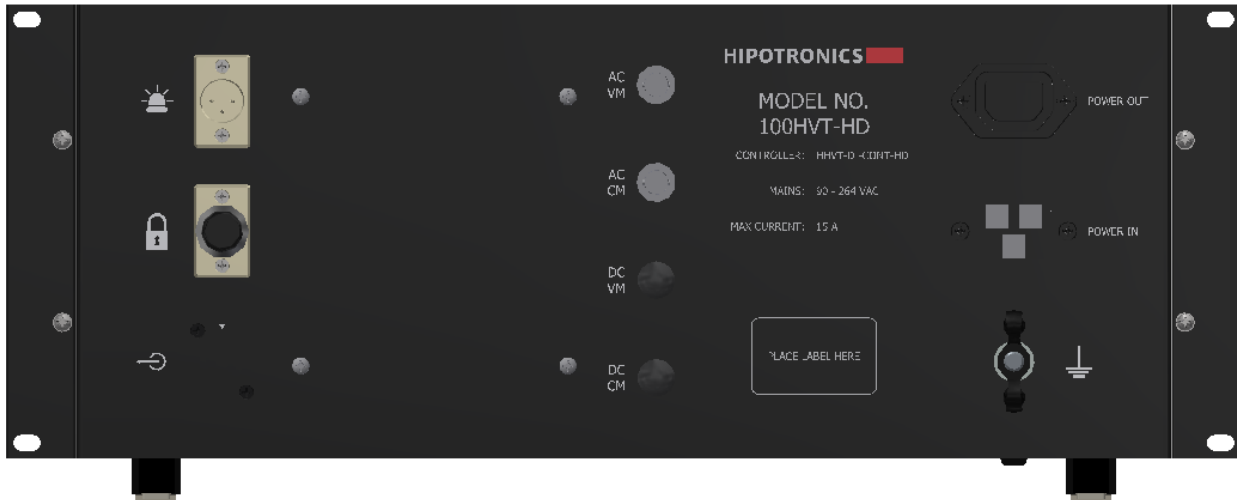 HIPOTRONICS
MODEL NO.
100HVT-HD
CONTROLLER:
MAINS: 90 - 264 VAC
MAX CURRENT: 15 A
PLACE LABEL HERE
AC
VM
AC
CM
DC
VM
DC
CM
POWER OUT
POWER IN